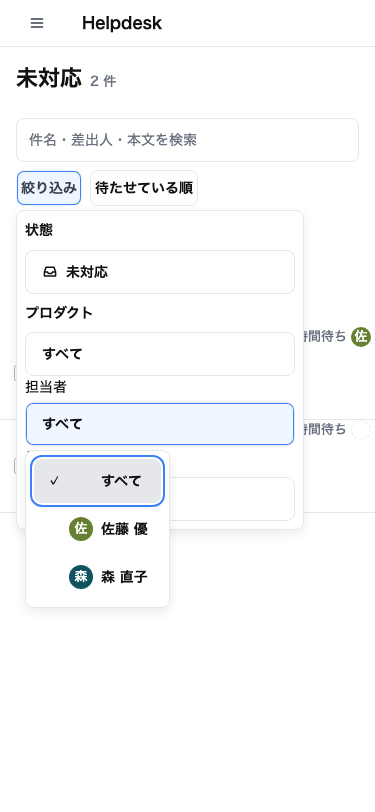 Helpdesk
未対応 2 件
件名・差出人・本文を検索
絞り込み 待たせている順
状態
未対応
プロダクト
すべて
時間待ち 佐
担当者
すべて
時間待ち
✓ すべて
佐 佐藤 優
森 森 直子